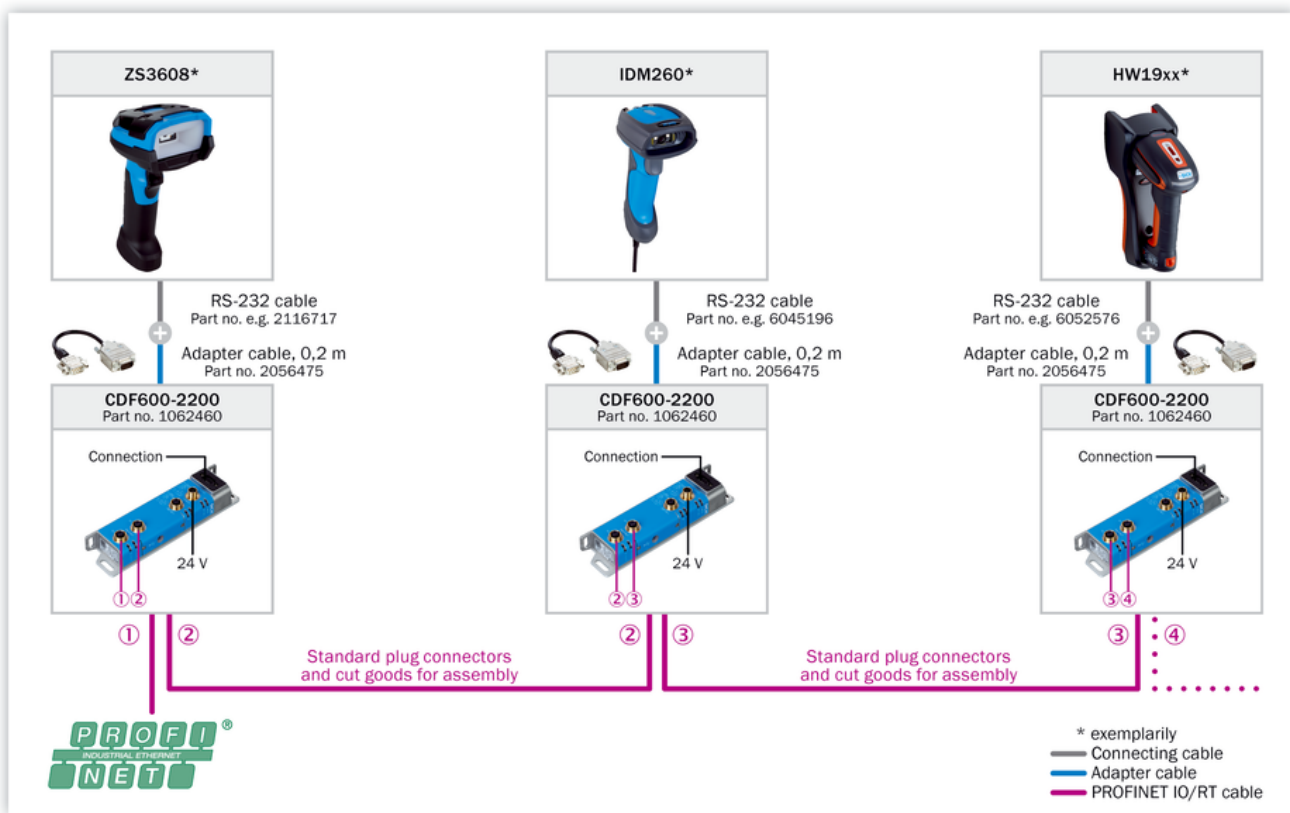 ZS3608*
IDM260*
HW19xx*
RS-232 cable
Part no. e.g. 2116717
Adapter cable, 0,2 m
Part no. 2056475
RS-232 cable
Part no. e.g. 6045196
Adapter cable, 0,2 m
Part no. 2056475
RS-232 cable
Part no. e.g. 6052576
Adapter cable, 0,2 m
Part no. 2056475
CDF600-2200
Part no. 1062460
Connection
24 V
①②
CDF600-2200
Part no. 1062460
Connection
24 V
②③
CDF600-2200
Part no. 1062460
Connection
24 V
③④
① ②
Standard plug connectors
and cut goods for assembly
② ③
Standard plug connectors
and cut goods for assembly
③ ④
PROFI®
INDUSTRIAL ETHERNET
NET
* exemplarily
Connecting cable
Adapter cable
PROFINET IO/RT cable